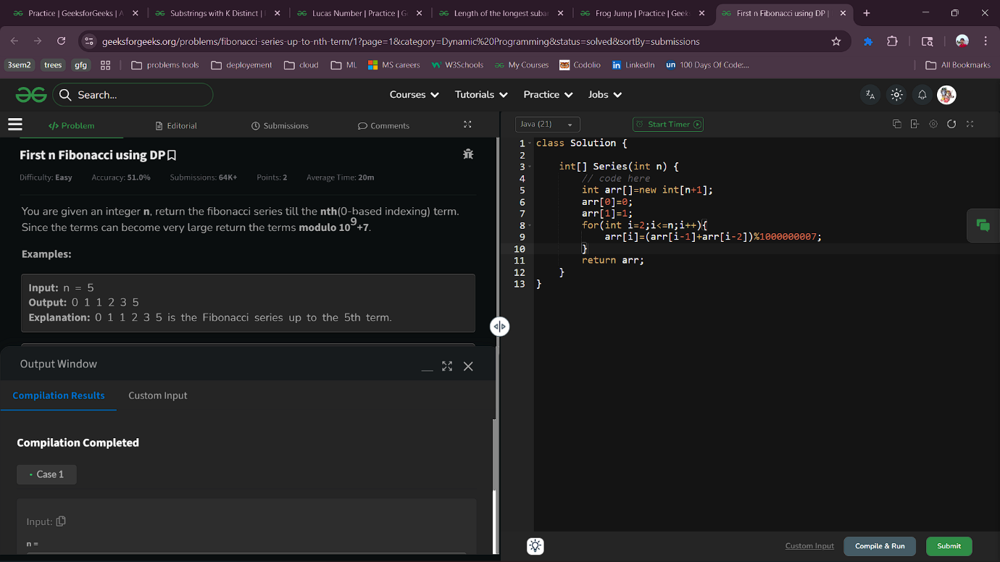 Practice | GeeksforGeeks | A
Substrings with K Distinct |
Lucas Number | Practice | G
Length of the longest subar
Frog Jump | Practice | Geek
First n Fibonacci using DP |
geeksforgeeks.org/problems/fibonacci-series-up-to-nth-term/1?page=1&category=Dynamic%20Programming&status=solved&sortBy=submissions
3sem2 trees gfg problems tools deployement cloud ML MS careers W3Schools My Courses Codolio LinkedIn 100 Days Of Code:... All Bookmarks
Search... Courses Tutorials Practice Jobs
Problem Editorial Submissions Comments
Java (21) Start Timer
First n Fibonacci using DP
Difficulty: Easy Accuracy: 51.0% Submissions: 64K+ Points: 2 Average Time: 20m
You are given an integer n, return the fibonacci series till the nth(0-based indexing) term.
Since the terms can become very large return the terms modulo 10^9+7.
Examples:
Input: n = 5
Output: 0 1 1 2 3 5
Explanation: 0 1 1 2 3 5 is the Fibonacci series up to the 5th term.
Output Window
Compilation Results Custom Input
Compilation Completed
Case 1
Input:
n =
1 class Solution {
2
3 int[] Series(int n) {
4 // code here
5 int arr[]=new int[n+1];
6 arr[0]=0;
7 arr[1]=1;
8 for(int i=2;i<=n;i++){
9 arr[i]=(arr[i-1]+arr[i-2])%1000000007;
10 }
11 return arr;
12 }
13 }
Custom Input Compile & Run Submit